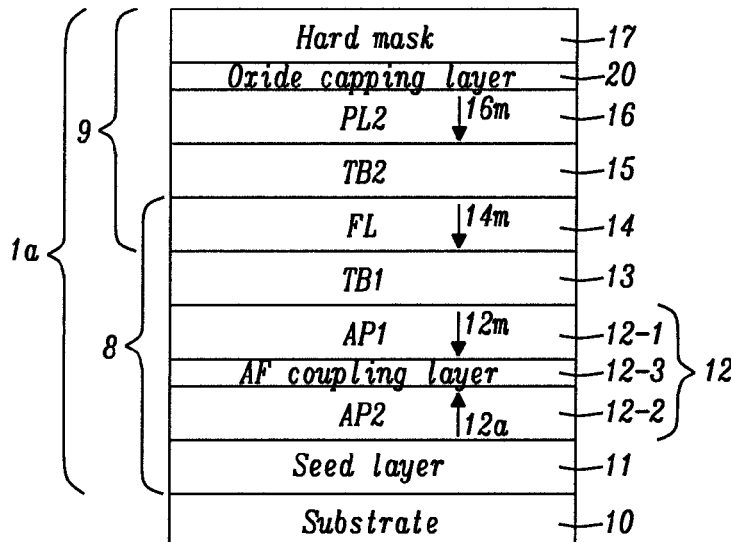 Hard mask 17
Oxide capping layer 20
PL2 16m 16
9
TB2 15
FL 14m 14
1a
TB1 13
8
AP1 12m 12-1
AF coupling layer 12-3 12
AP2 12a 12-2
Seed layer 11
Substrate 10